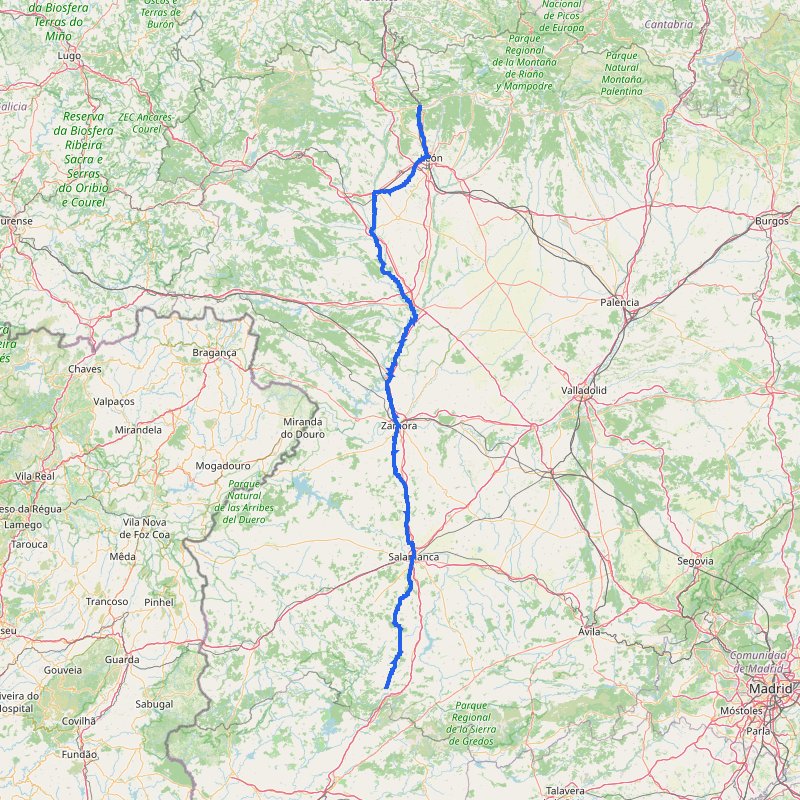 da Biosfera
Terras do
Miño
Oscos e
Terras de
Burón
Nacional
de Picos
de Europa
Cantabria
Parque
Regional
de la Montaña
de Riaño
y Mampodre
Parque
Natural
Montaña
Palentina
Lugo
alicia
Reserva
da Biosfera
Ribeira
Sacra e
Serras
do Oribio
e Courel
ZEC Ancares-
Courel
eón
urense
Burgos
Palencia
Bragança
Chaves
Valpaços
Mirandela
Miranda
do Douro
Zamora
Valladolid
Vila Real
Mogadouro
Parque
Natural
de las Arribes
del Duero
eso da Régua
Lamego
Tarouca
Vila Nova
de Foz Coa
Mêda
Salamanca
Segovia
Trancoso
Pinhel
seu
Guarda
Ávila
Gouveia
iveira do
Hospital
Sabugal
Covilhã
Fundão
Comunidad
de Madrid
Madrid
Móstoles
Parla
Parque
Regional
de la Sierra
de Gredos
Talavera